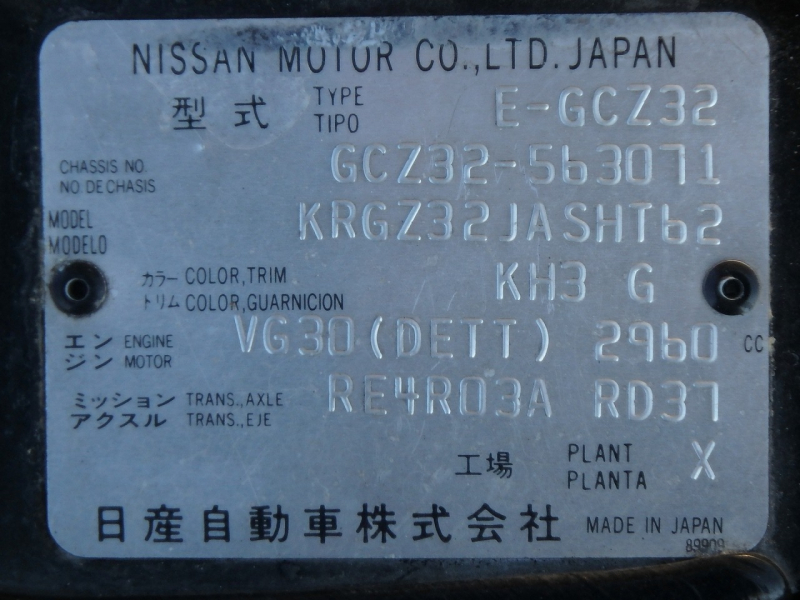 NISSAN MOTOR CO.,LTD.JAPAN
型式 TYPE E-GCZ32
TIPO
CHASSIS NO. GCZ32-563071
NO DE CHASIS
MODEL KRGZ32JASHT62
MODELO
カラー COLOR,TRIM KH3 G
トリム COLOR,GUARNICION
エン ENGINE VG30(DETT) 2960 CC
ジン MOTOR
ミッション TRANS.,AXLE RE4R03A RD37
アクスル TRANS.,EJE
工場 PLANT X
PLANTA
日産自動車株式会社 MADE IN JAPAN
89909